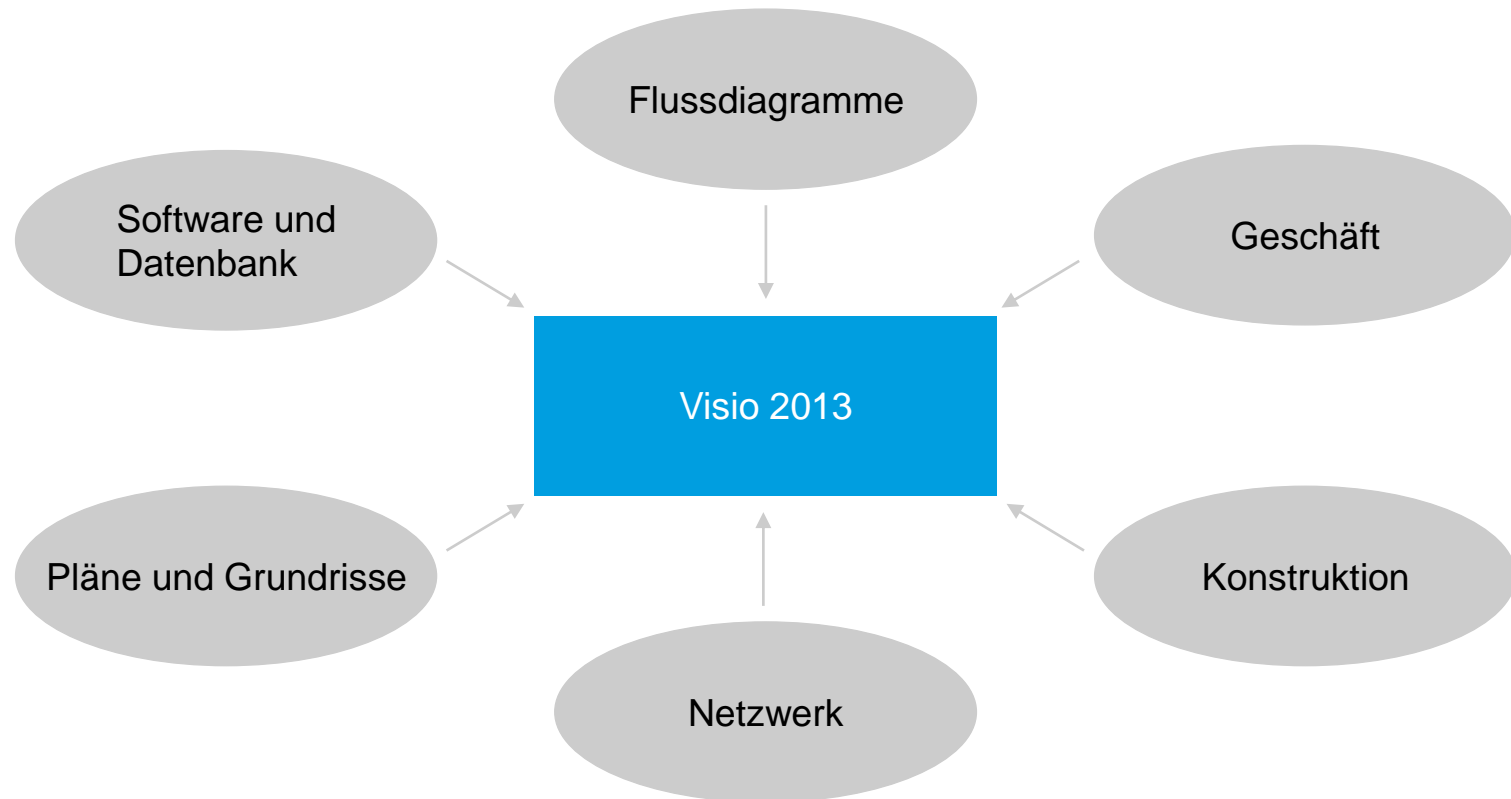 Flussdiagramme
Software und
Datenbank
Geschäft
Visio 2013
Pläne und Grundrisse
Konstruktion
Netzwerk